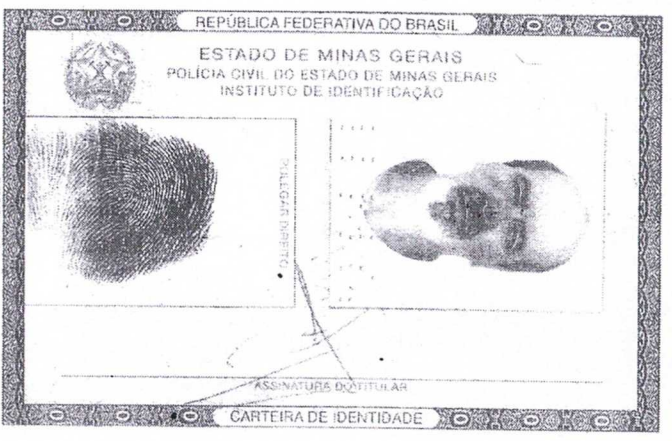 REPÚBLICA FEDERATIVA DO BRASIL
ESTADO DE MINAS GERAIS
POLÍCIA CIVIL DO ESTADO DE MINAS GERAIS
INSTITUTO DE IDENTIFICAÇÃO
POLEGAR DIREITO
ASSINATURA DO TITULAR
CARTEIRA DE IDENTIDADE